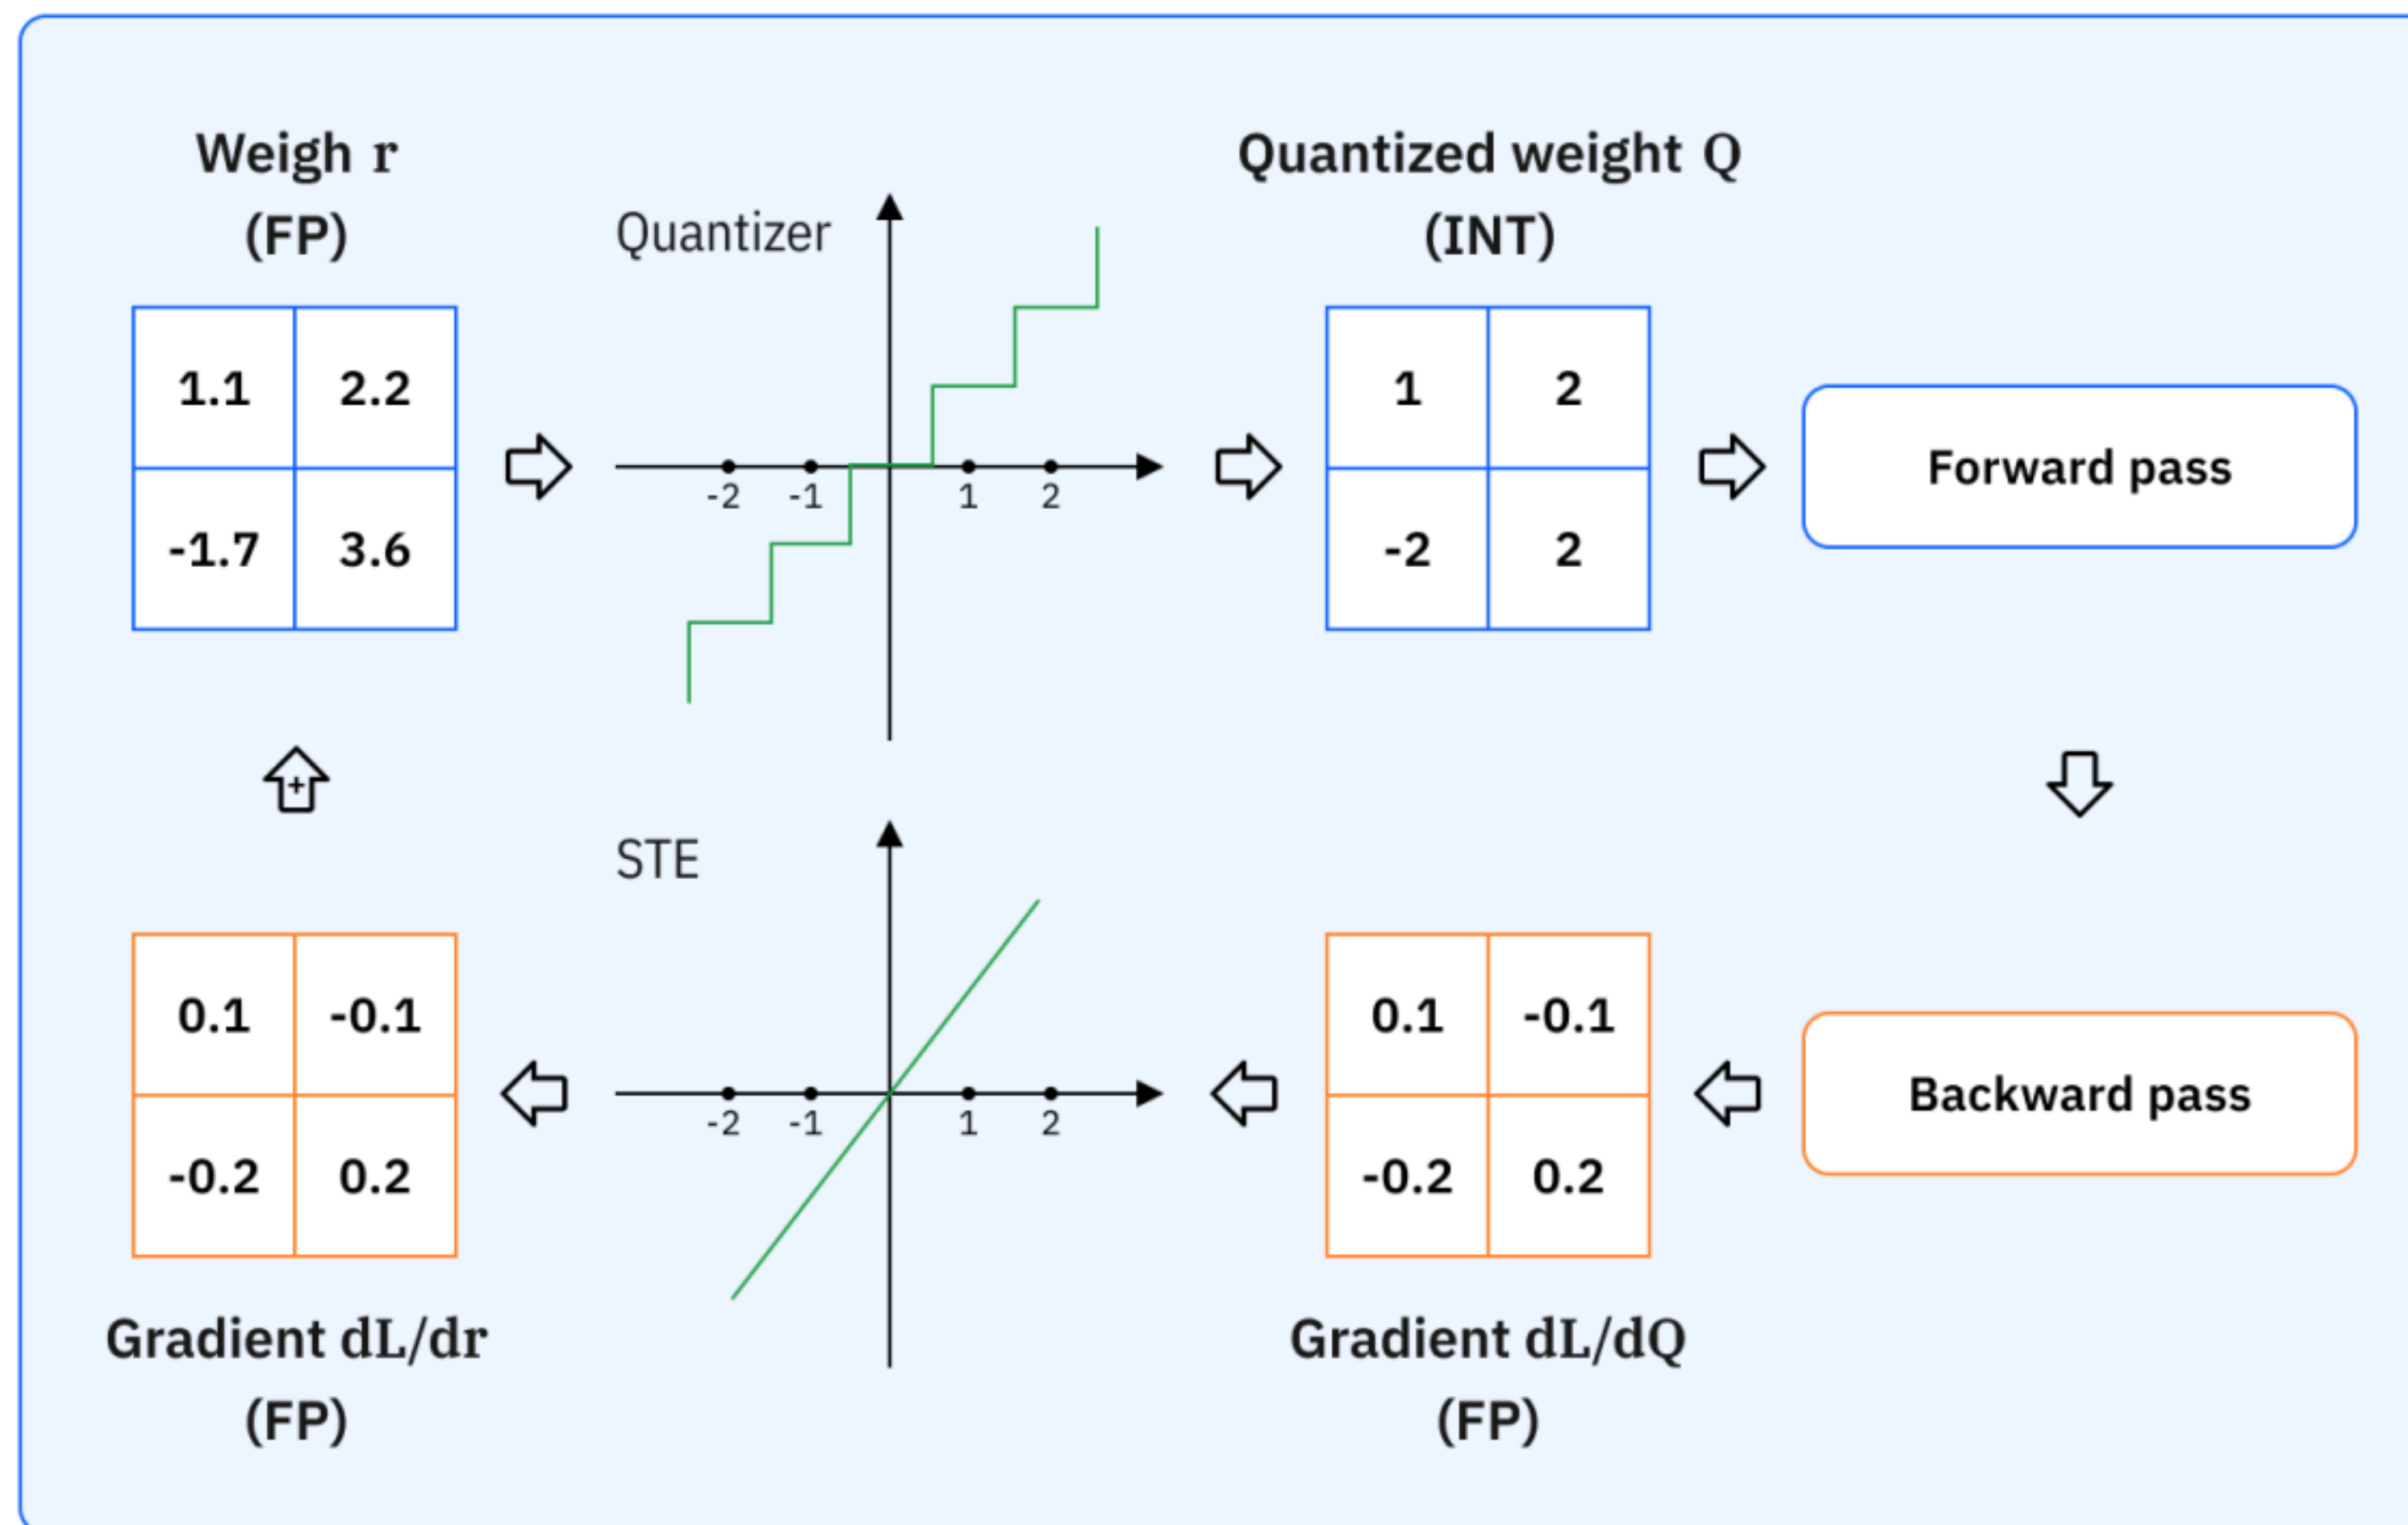 Weigh r
(FP)
Quantizer
Quantized weight Q
(INT)
1.1 2.2
-1.7 3.6
-2 -1 1 2
1 2
-2 2
Forward pass
+
STE
0.1 -0.1
-0.2 0.2
-2 -1 1 2
0.1 -0.1
-0.2 0.2
Backward pass
Gradient dL/dr
(FP)
Gradient dL/dQ
(FP)